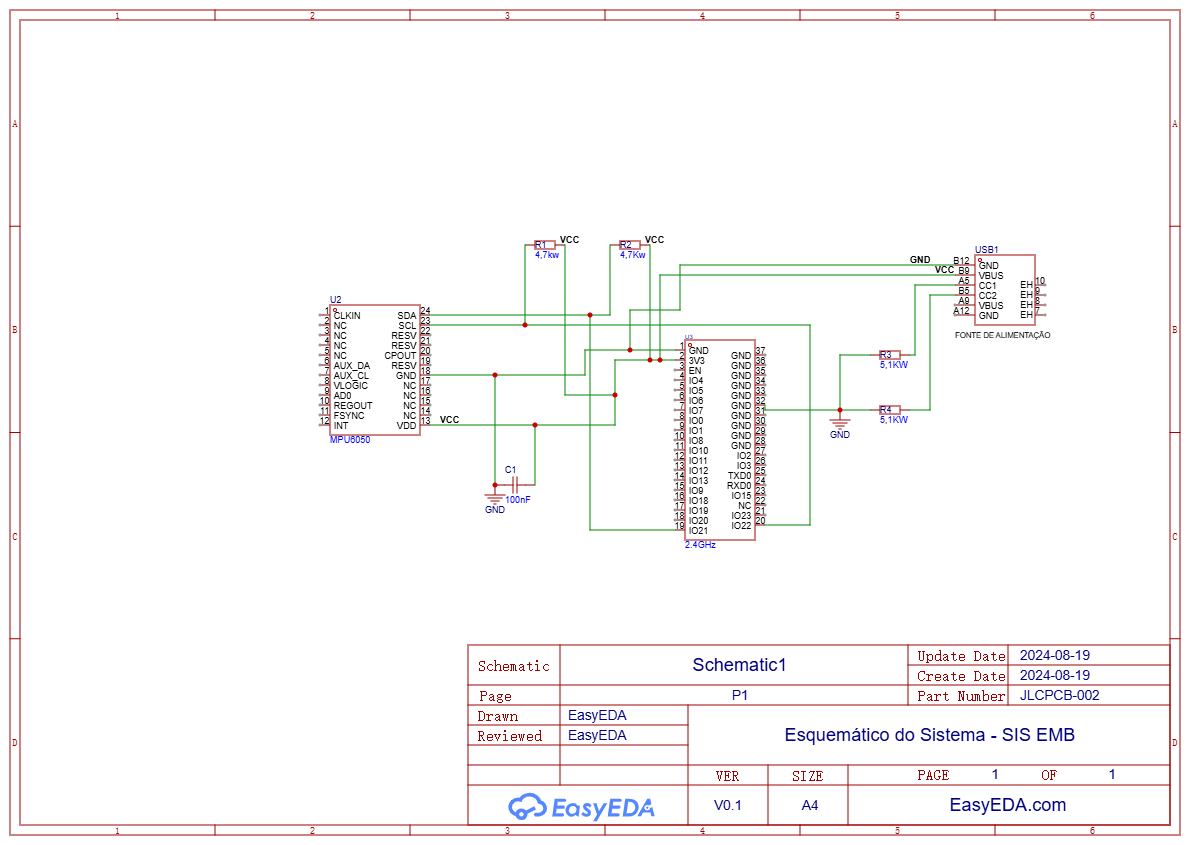 1 2 3 4 5 6
A A
R1 VCC
4,7kw
R2 VCC
4,7Kw
USB1
GND B12 GND
VCC B9 VBUS
A5 CC1 EH 10
B5 CC2 EH 9
A9 VBUS EH 8
A12 GND EH 7
FONTE DE ALIMENTAÇÃO
B B
U2
1 CLKIN SDA 24
2 NC SCL 23
3 NC RESV 22
4 NC RESV 21
5 NC CPOUT 20
6 AUX_DA RESV 19
7 AUX_CL GND 18
8 VLOGIC NC 17
9 AD0 NC 16
10 REGOUT NC 15
11 FSYNC NC 14
12 INT VDD 13 VCC
MPU6050
U3
1 GND
2 3V3 GND 37
3 EN GND 36
4 IO4 GND 35
5 IO5 GND 34
6 IO6 GND 33
7 IO7 GND 32
8 IO0 GND 31
9 IO1 GND 30
10 IO8 GND 29
11 IO10 GND 28
12 IO11 IO2 27
13 IO12 IO3 26
14 IO13 TXD0 25
15 IO9 RXD0 24
16 IO18 IO15 23
17 IO19 NC 22
18 IO20 IO23 21
19 IO21 IO22 20
2.4GHz
R3
5,1KW
R4
5,1KW
GND
C1
100nF
GND
C C
Schematic Schematic1 Update Date 2024-08-19
Create Date 2024-08-19
Page P1 Part Number JLCPCB-002
Drawn EasyEDA
Reviewed EasyEDA
Esquemático do Sistema - SIS EMB
D D
VER SIZE PAGE 1 OF 1
EasyEDA V0.1 A4 EasyEDA.com
1 2 3 4 5 6